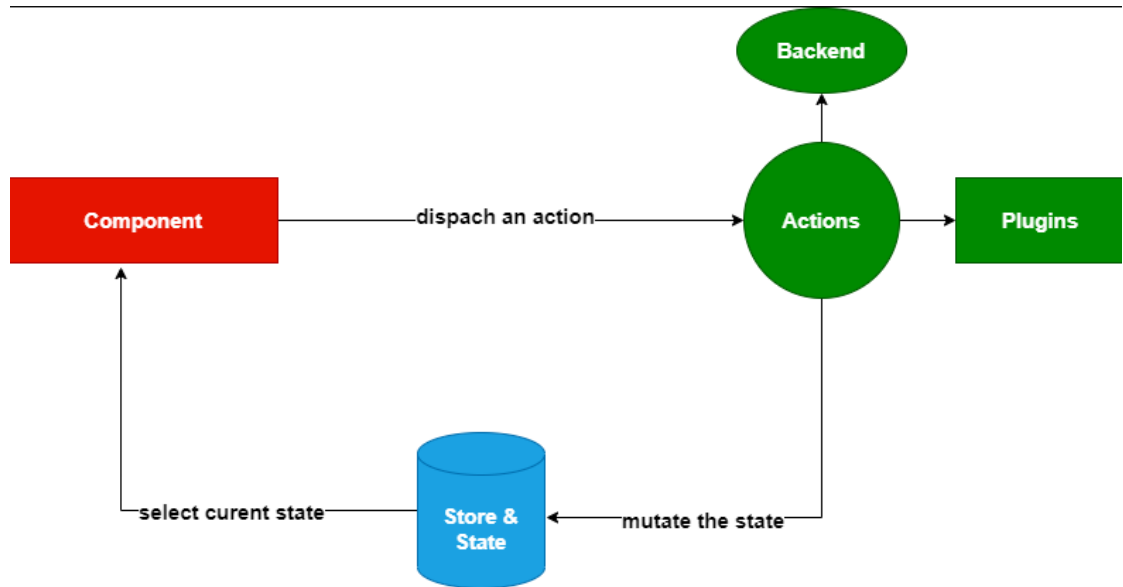 Backend
Component
dispach an action
Actions
Plugins
select curent state
Store &
State
mutate the state